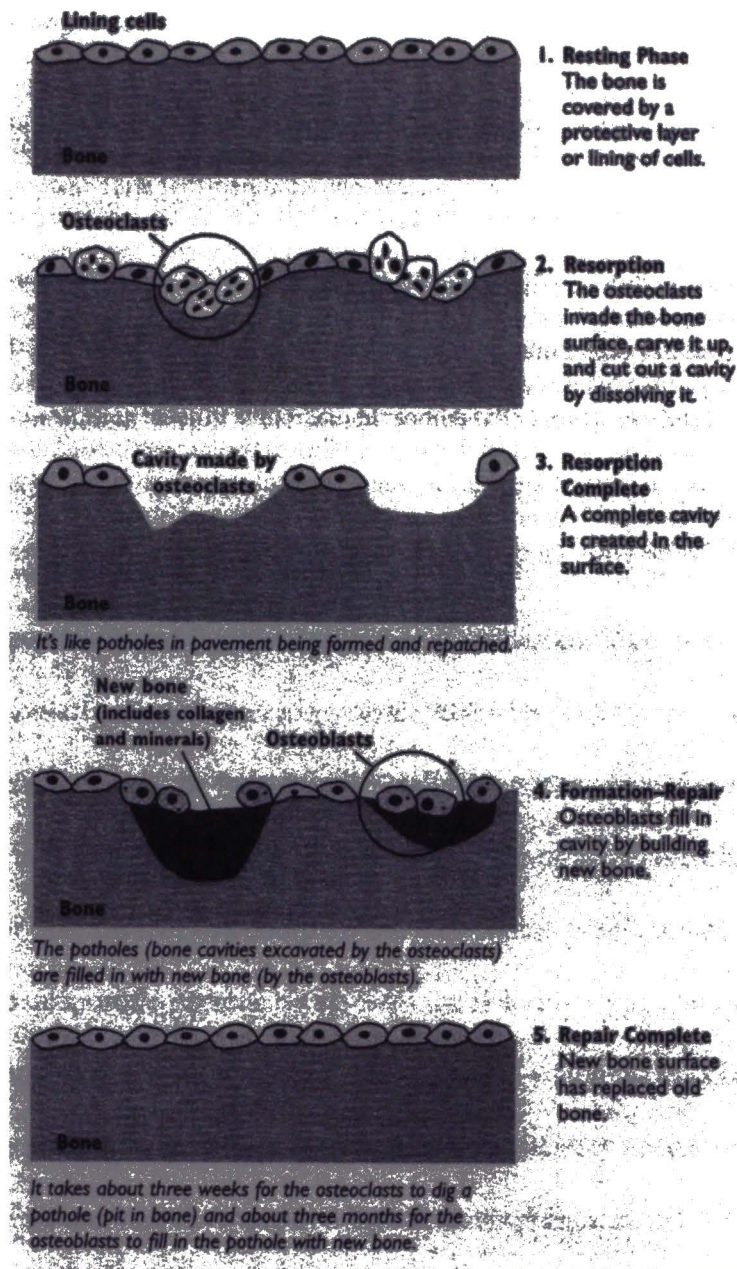 Lining cells
Bone
1. Resting Phase
The bone is
covered by a
protective layer
or lining of cells.
Osteoclasts
Bone
2. Resorption
The osteoclasts
invade the bone
surface, carve it up,
and cut out a cavity
by dissolving it.
Cavity made by
osteoclasts
Bone
3. Resorption
Complete
A complete cavity
is created in the
surface.
It's like potholes in pavement being formed and repatched.
New bone
(includes collagen
and minerals)
Osteoblasts
Bone
4. Formation–Repair
Osteoblasts fill in
cavity by building
new bone.
The potholes (bone cavities excavated by the osteoclasts)
are filled in with new bone (by the osteoblasts).
Bone
5. Repair Complete
New bone surface
has replaced old
bone.
It takes about three weeks for the osteoclasts to dig a
pothole (pit in bone) and about three months for the
osteoblasts to fill in the pothole with new bone.